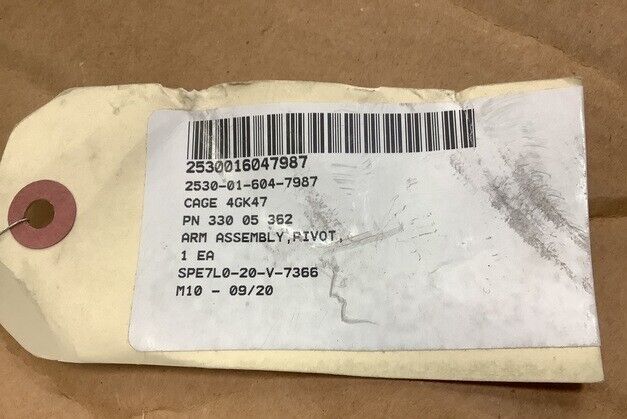 2530016047987
2530-01-604-7987
CAGE 4GK47
PN 330 05 362
ARM ASSEMBLY,PIVOT,
1 EA
SPE7L0-20-V-7366
M10 - 09/20